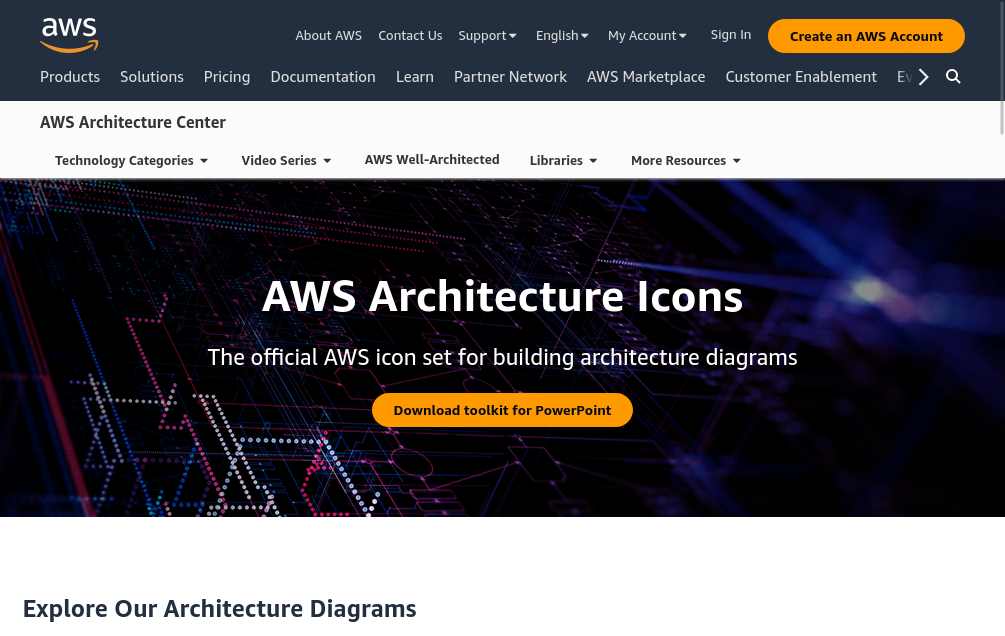 aws
About AWS Contact Us Support English My Account Sign In Create an AWS Account
Products Solutions Pricing Documentation Learn Partner Network AWS Marketplace Customer Enablement Ev
AWS Architecture Center
Technology Categories Video Series AWS Well-Architected Libraries More Resources
AWS Architecture Icons
The official AWS icon set for building architecture diagrams
Download toolkit for PowerPoint
Explore Our Architecture Diagrams